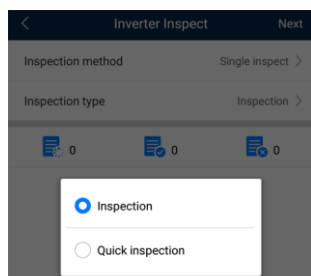 Inverter Inspect Next
Inspection method Single inspect
Inspection type Inspection
0 0 0
Inspection
Quick inspection